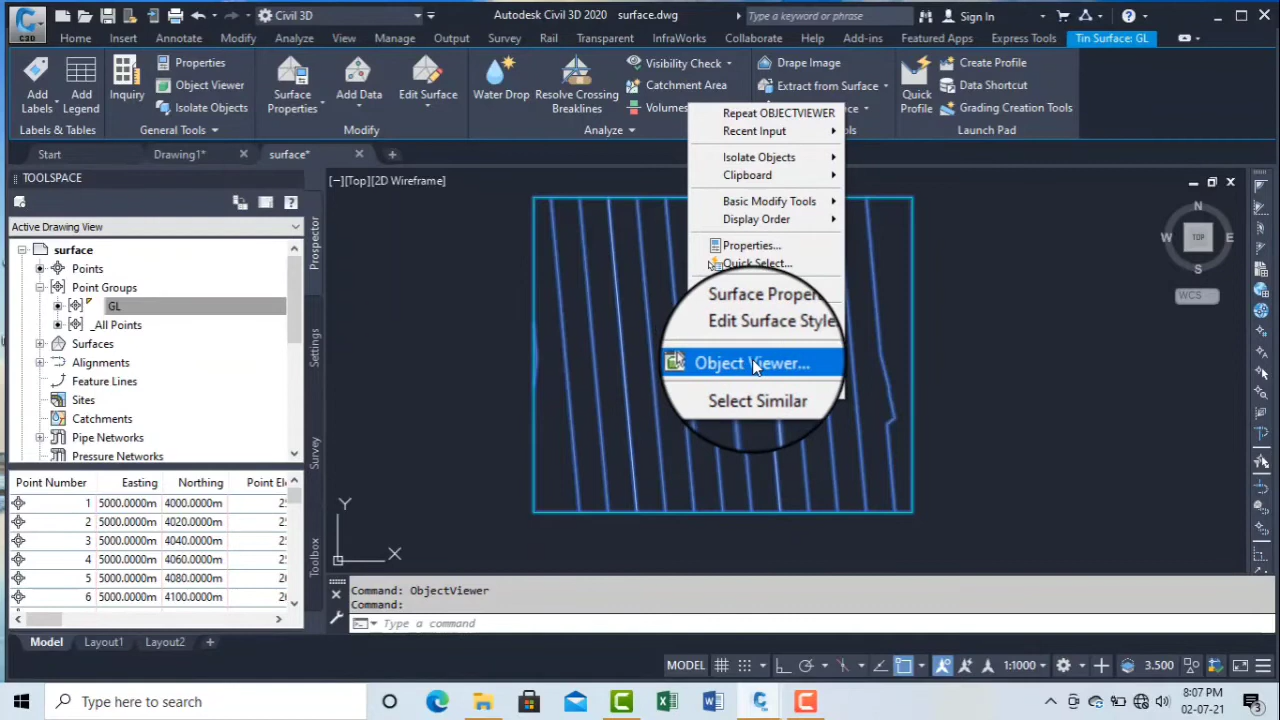 C3D
Civil 3D
Autodesk Civil 3D 2020 surface.dwg
Type a keyword or phrase
Sign In
Home Insert Annotate Modify Analyze View Manage Output Survey Rail Transparent InfraWorks Collaborate Help Add-ins Featured Apps Express Tools Tin Surface: GL
Add Labels
Add Legend
Labels & Tables
Inquiry
Properties
Object Viewer
Isolate Objects
General Tools
Surface Properties
Add Data
Edit Surface
Modify
Water Drop
Resolve Crossing Breaklines
Visibility Check
Catchment Area
Volumes
Analyze
Drape Image
Extract from Surface
Quick Profile
Create Profile
Data Shortcut
Grading Creation Tools
Launch Pad
Start Drawing1* surface*
TOOLSPACE
Active Drawing View
surface
Points
Point Groups
GL
_All Points
Surfaces
Alignments
Feature Lines
Sites
Catchments
Pipe Networks
Pressure Networks
Prospector
Settings
Survey
Toolbox
Point Number Easting Northing Point El
1 5000.0000m 4000.0000m
2 5000.0000m 4020.0000m
3 5000.0000m 4040.0000m
4 5000.0000m 4060.0000m
5 5000.0000m 4080.0000m
6 5000.0000m 4100.0000m
[−][Top][2D Wireframe]
Repeat OBJECTVIEWER
Recent Input
Isolate Objects
Clipboard
Basic Modify Tools
Display Order
Properties...
Quick Select...
Surface Proper
Edit Surface Style
Object Viewer...
Select Similar
N
W TOP E
S
WCS
Y
X
Command: ObjectViewer
Command:
Type a command
Model Layout1 Layout2 +
MODEL 1:1000 3.500
Type here to search
8:07 PM
02-07-21
3